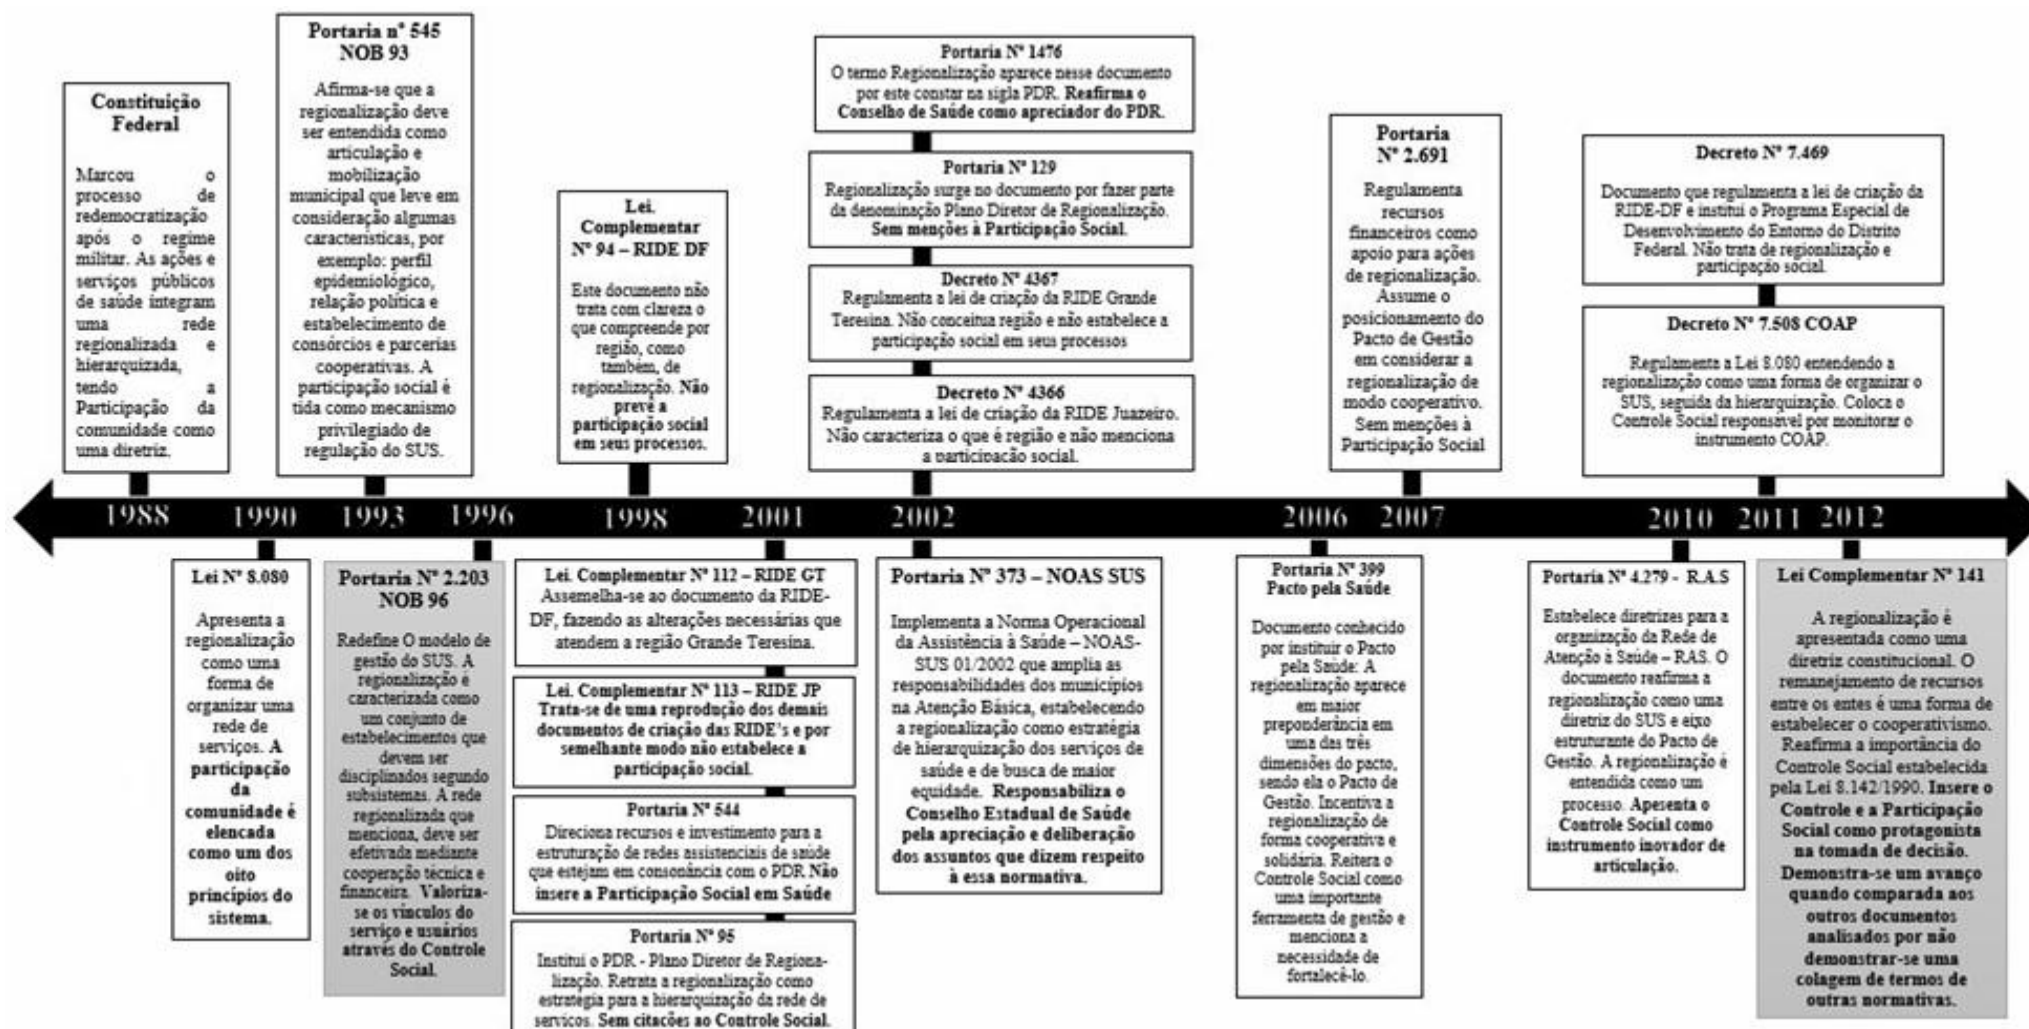 Constituição
Federal
Marcou o
processo de
redemocratização
após o regime
militar. As ações e
serviços públicos
de saúde integram
uma rede
regionalizada e
hierarquizada,
tendo a
Participação da
comunidade como
uma diretriz.
Portaria nº 545
NOB 93
Afirma-se que a
regionalização deve
ser entendida como
articulação e
mobilização
municipal que leve em
consideração algumas
características, por
exemplo: perfil
epidemiológico,
relação política e
estabelecimento de
consórcios e parcerias
cooperativas. A
participação social é
tida como mecanismo
privilegiado de
regulação do SUS.
Lei.
Complementar
Nº 94 – RIDE DF
Este documento não
trata com clareza o
que compreende por
região, como
também, de
regionalização. Não
prevê a
participação social
em seus processos.
Portaria Nº 1476
O termo Regionalização aparece nesse documento
por este constar na sigla PDR. Reafirma o
Conselho de Saúde como apreciador do PDR.
Portaria Nº 129
Regionalização surge no documento por fazer parte
da denominação Plano Diretor de Regionalização.
Sem menções à Participação Social.
Decreto Nº 4367
Regulamenta a lei de criação da RIDE Grande
Teresina. Não conceitua região e não estabelece a
participação social em seus processos
Decreto Nº 4366
Regulamenta a lei de criação da RIDE Juazeiro.
Não caracteriza o que é região e não menciona
a participação social.
Portaria
Nº 2.691
Regulamenta
recursos
financeiros como
apoio para ações
de regionalização.
Assume o
posicionamento do
Pacto de Gestão
em considerar a
regionalização de
modo cooperativo.
Sem menções à
Participação Social
Decreto Nº 7.469
Documento que regulamenta a lei de criação da
RIDE-DF e institui o Programa Especial de
Desenvolvimento do Entorno do Distrito
Federal. Não trata de regionalização e
participação social.
Decreto Nº 7.508 COAP
Regulamenta a Lei 8.080 entendendo a
regionalização como uma forma de organizar o
SUS, seguida da hierarquização. Coloca o
Controle Social responsável por monitorar o
instrumento COAP.
1988 1990 1993 1996 1998 2001 2002 2006 2007 2010 2011 2012
Lei Nº 8.080
Apresenta a
regionalização
como uma
forma de
organizar uma
rede de
serviços. A
participação
da
comunidade é
elencada
como um dos
oito
princípios do
sistema.
Portaria Nº 2.203
NOB 96
Redefine O modelo de
gestão do SUS. A
regionalização é
caracterizada como
um conjunto de
estabelecimentos que
devem ser
disciplinados segundo
subsistemas. A rede
regionalizada que
menciona, deve ser
efetivada mediante
cooperação técnica e
financeira. Valoriza-
se os vínculos do
serviço e usuários
através do Controle
Social.
Lei. Complementar Nº 112 – RIDE GT
Assemelha-se ao documento da RIDE-
DF, fazendo as alterações necessárias que
atendem a região Grande Teresina.
Lei. Complementar Nº 113 – RIDE JP
Trata-se de uma reprodução dos demais
documentos de criação das RIDE's e por
semelhante modo não estabelece a
participação social.
Portaria Nº 544
Direciona recursos e investimento para a
estruturação de redes assistenciais de saúde
que estejam em consonância com o PDR Não
insere a Participação Social em Saúde
Portaria Nº 95
Institui o PDR - Plano Diretor de Regiona-
lização. Retrata a regionalização como
estratégia para a hierarquização da rede de
serviços. Sem citações ao Controle Social.
Portaria Nº 373 – NOAS SUS
Implementa a Norma Operacional
da Assistência à Saúde – NOAS-
SUS 01/2002 que amplia as
responsabilidades dos municípios
na Atenção Básica, estabelecendo
a regionalização como estratégia
de hierarquização dos serviços de
saúde e de busca de maior
equidade. Responsabiliza o
Conselho Estadual de Saúde
pela apreciação e deliberação
dos assuntos que dizem respeito
à essa normativa.
Portaria Nº 399
Pacto pela Saúde
Documento conhecido
por instituir o Pacto
pela Saúde: A
regionalização aparece
em maior
preponderância em
uma das três
dimensões do pacto,
sendo ela o Pacto de
Gestão. Incentiva a
regionalização de
forma cooperativa e
solidária. Reitera o
Controle Social como
uma importante
ferramenta de gestão e
menciona a
necessidade de
fortalecê-lo.
Portaria Nº 4.279 - R.A.S
Estabelece diretrizes para a
organização da Rede de
Atenção à Saúde – RAS. O
documento reafirma a
regionalização como uma
diretriz do SUS e eixo
estruturante do Pacto de
Gestão. A regionalização é
entendida como um
processo. Apesenta o
Controle Social como
instrumento inovador de
articulação.
Lei Complementar Nº 141
A regionalização é
apresentada como uma
diretriz constitucional. O
remanejamento de recursos
entre os entes é uma forma de
estabelecer o cooperativismo.
Reafirma a importância do
Controle Social estabelecida
pela Lei 8.142/1990. Insere o
Controle e a Participação
Social como protagonista
na tomada de decisão.
Demonstra-se um avanço
quando comparada aos
outros documentos
analisados por não
demonstrar-se uma
colagem de termos de
outras normativas.